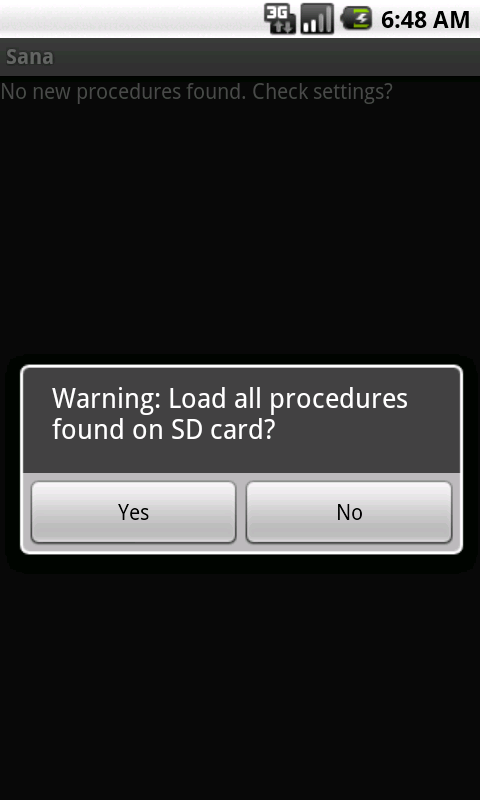 3G 6:48 AM
Sana
No new procedures found. Check settings?
Warning: Load all procedures
found on SD card?
Yes No